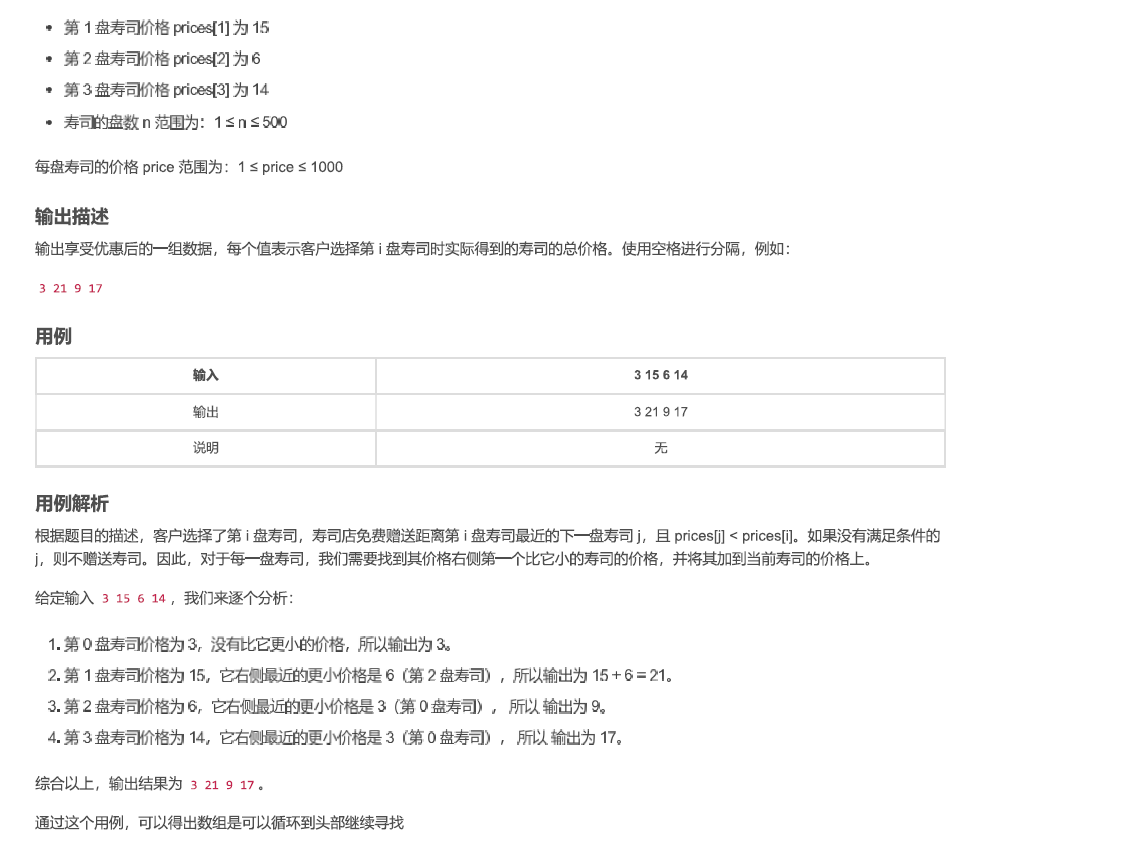 • 第 1 盘寿司价格 prices[1] 为 15
• 第 2 盘寿司价格 prices[2] 为 6
• 第 3 盘寿司价格 prices[3] 为 14
• 寿司的盘数 n 范围为：1 ≤ n ≤ 500
每盘寿司的价格 price 范围为：1 ≤ price ≤ 1000
输出描述
输出享受优惠后的一组数据，每个值表示客户选择第 i 盘寿司时实际得到的寿司的总价格。使用空格进行分隔，例如：
3 21 9 17
用例
输入 3 15 6 14
输出 3 21 9 17
说明 无
用例解析
根据题目的描述，客户选择了第 i 盘寿司，寿司店免费赠送距离第 i 盘寿司最近的下一盘寿司 j，且 prices[j] < prices[i]。如果没有满足条件的
j，则不赠送寿司。因此，对于每一盘寿司，我们需要找到其价格右侧第一个比它小的寿司的价格，并将其加到当前寿司的价格上。
给定输入 3 15 6 14 ，我们来逐个分析：
1. 第 0 盘寿司价格为 3，没有比它更小的价格，所以输出为 3。
2. 第 1 盘寿司价格为 15，它右侧最近的更小价格是 6（第 2 盘寿司），所以输出为 15 + 6 = 21。
3. 第 2 盘寿司价格为 6，它右侧最近的更小价格是 3（第 0 盘寿司）， 所以 输出为 9。
4. 第 3 盘寿司价格为 14，它右侧最近的更小价格是 3（第 0 盘寿司）， 所以 输出为 17。
综合以上，输出结果为 3 21 9 17 。
通过这个用例，可以得出数组是可以循环到头部继续寻找